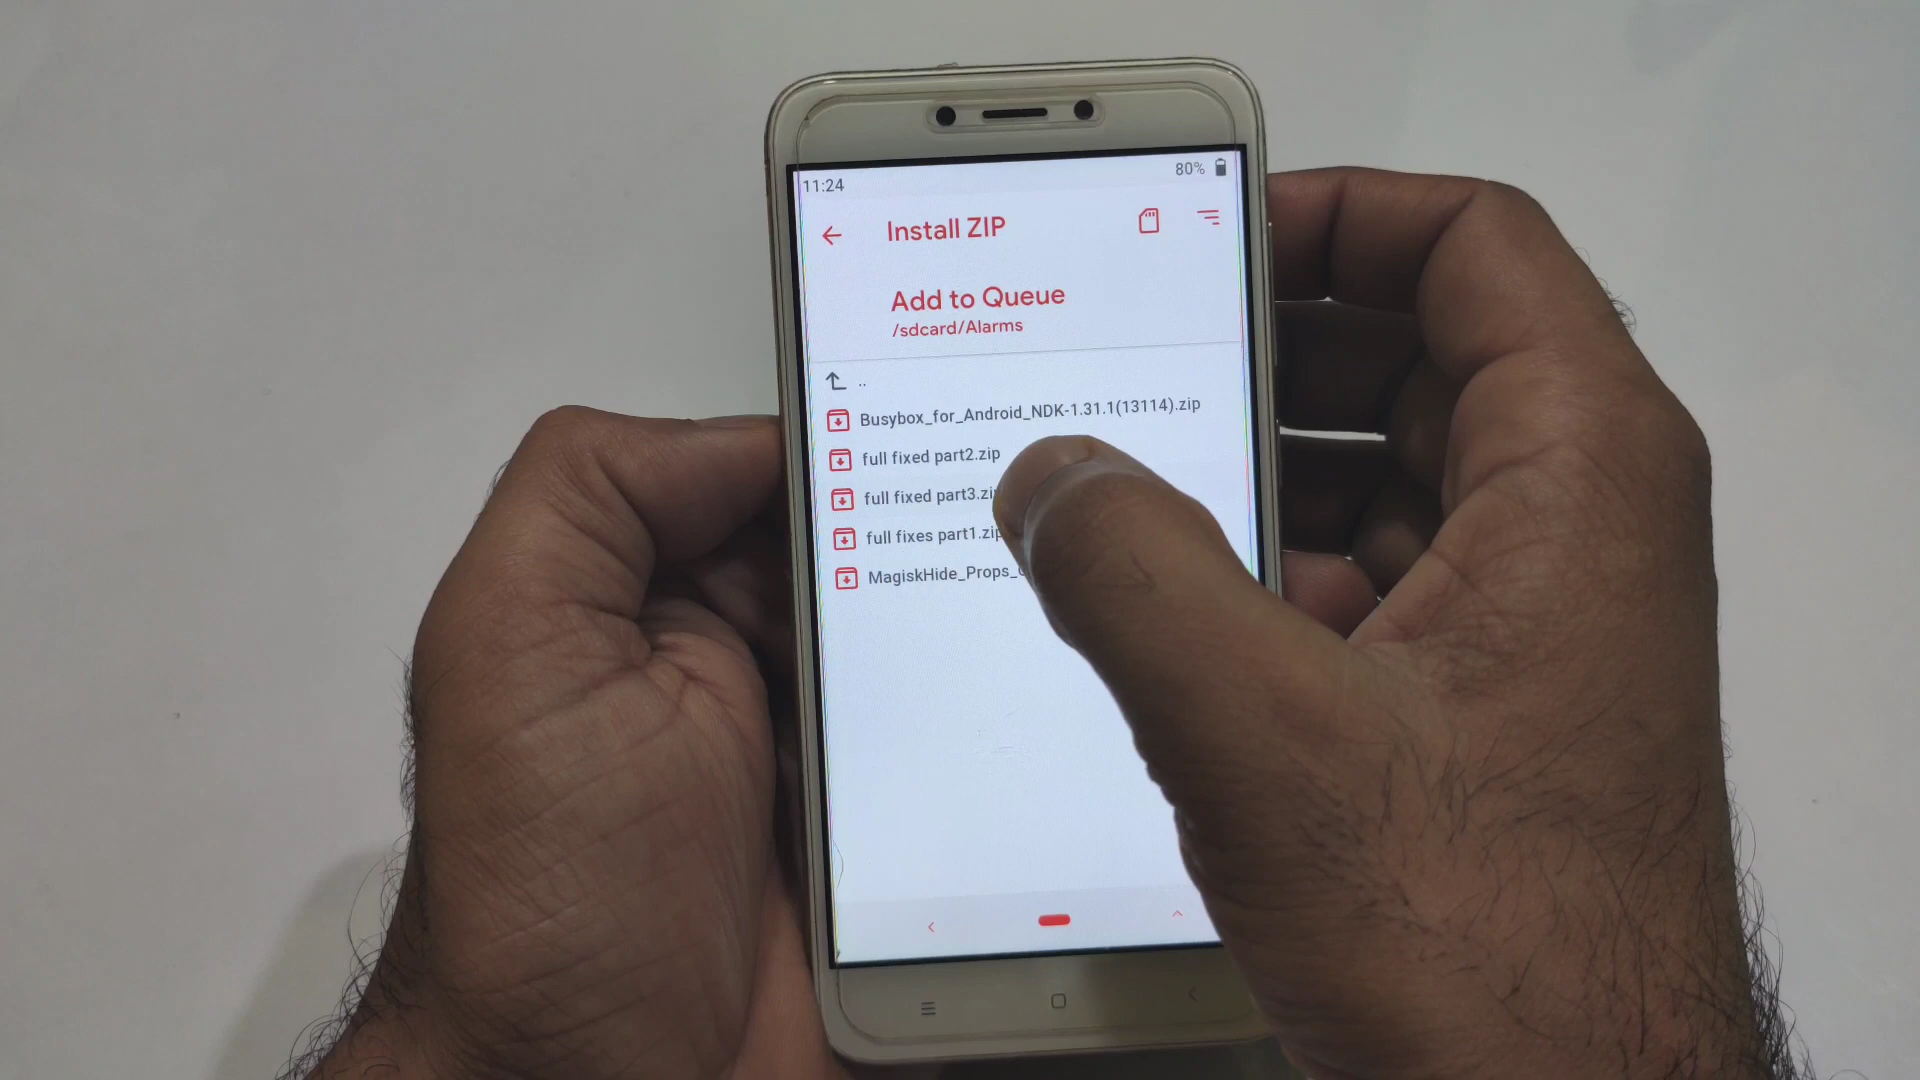 11:24 80%
Install ZIP
Add to Queue
/sdcard/Alarms
..
Busybox_for_Android_NDK-1.31.1(13114).zip
full fixed part2.zip
full fixed part3.zip
full fixes part1.zip
MagiskHide_Props_